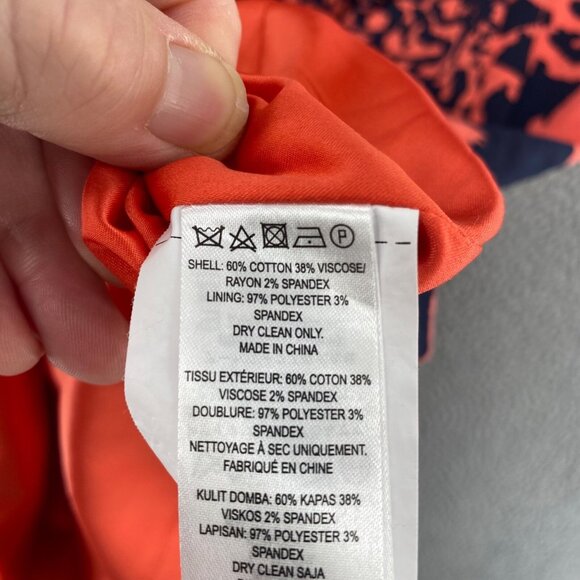 P
SHELL: 60% COTTON 38% VISCOSE/
RAYON 2% SPANDEX
LINING: 97% POLYESTER 3%
SPANDEX
DRY CLEAN ONLY.
MADE IN CHINA
TISSU EXTÉRIEUR: 60% COTON 38%
VISCOSE 2% SPANDEX
DOUBLURE: 97% POLYESTER 3%
SPANDEX
NETTOYAGE À SEC UNIQUEMENT.
FABRIQUÉ EN CHINE
KULIT DOMBA: 60% KAPAS 38%
VISKOS 2% SPANDEX
LAPISAN: 97% POLYESTER 3%
SPANDEX
DRY CLEAN SAJA